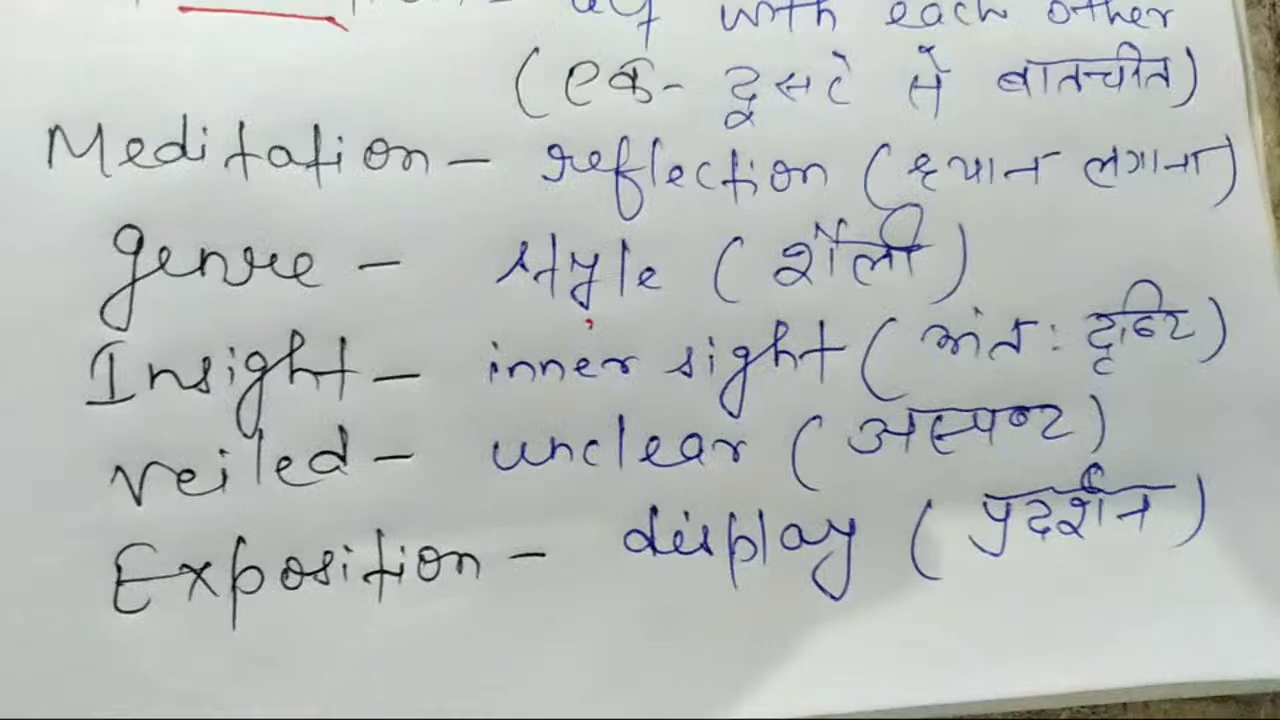 with each other
(एक-दूसरे से बातचीत)
Meditation - reflection (ध्यान लगाना)
genre - style (शैली)
Insight - inner sight (अंत: दृष्टि)
veiled - unclear (अस्पष्ट)
Exposition - display (प्रदर्शन)